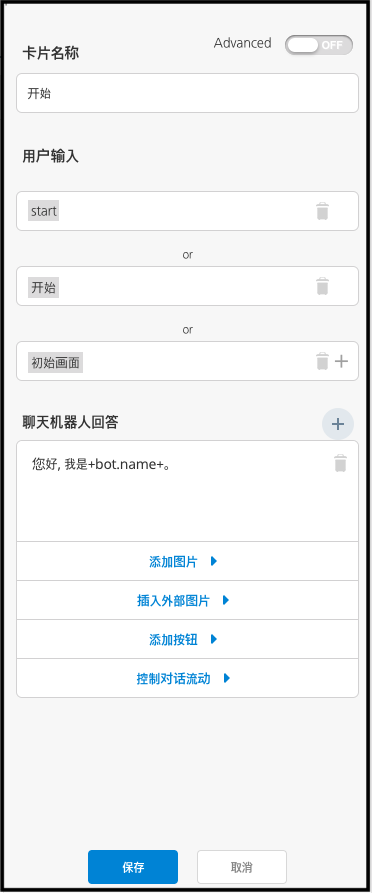 Advanced OFF
卡片名称
开始
用户输入
start
or
开始
or
初始画面
聊天机器人回答
您好, 我是+bot.name+。
添加图片
插入外部图片
添加按钮
控制对话流动
保存 取消